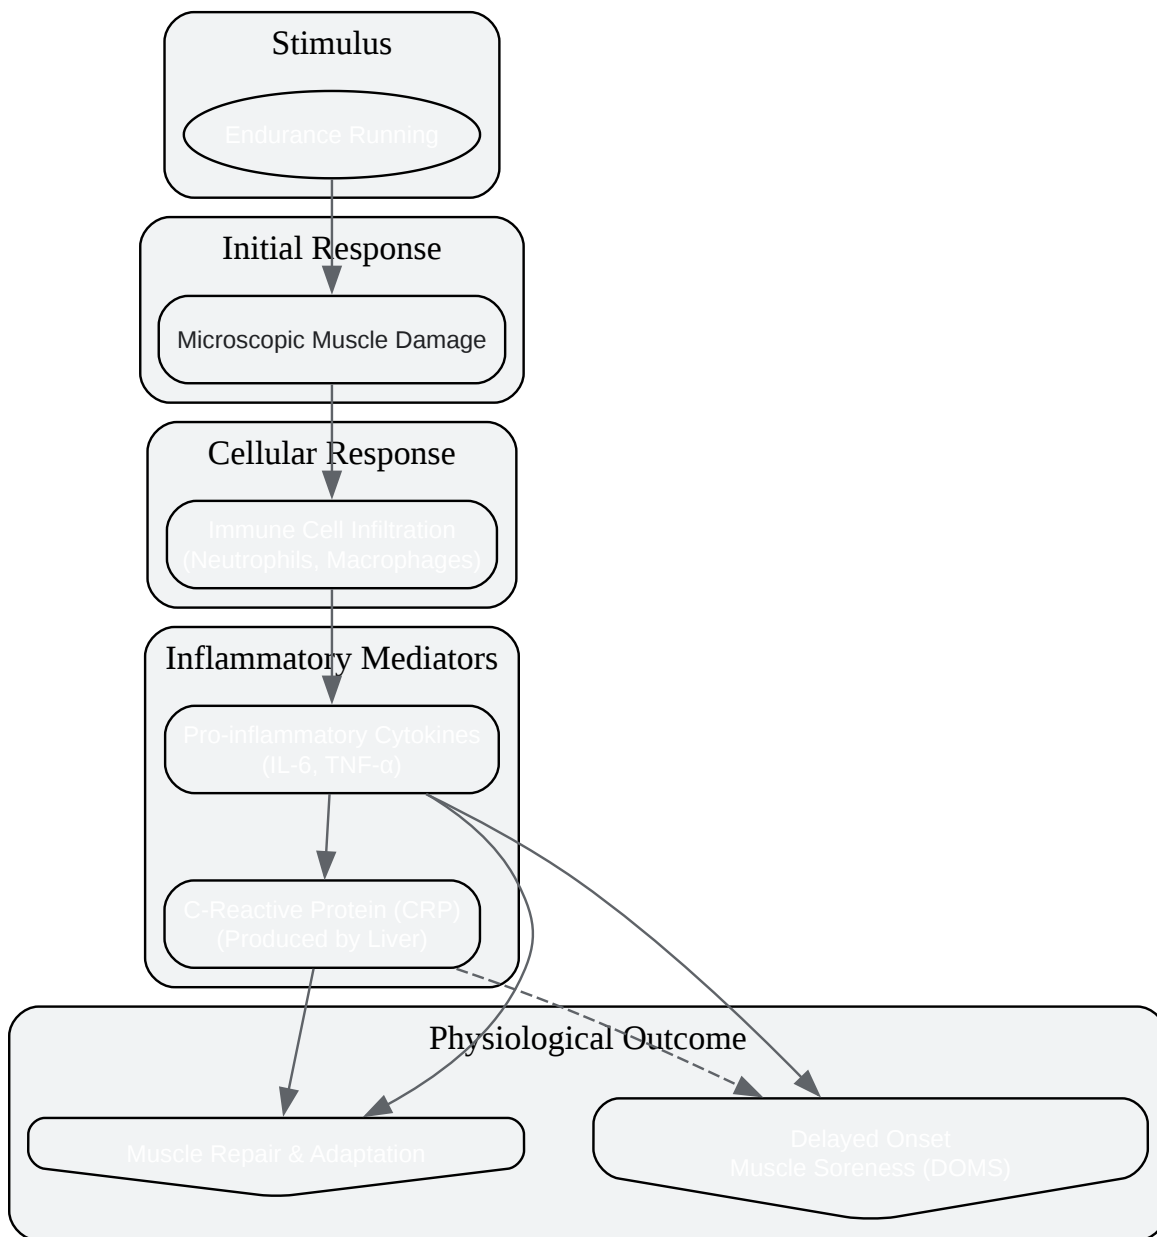 Stimulus
Endurance Running
Initial Response
Microscopic Muscle Damage
Cellular Response
Immune Cell Infiltration
(Neutrophils, Macrophages)
Inflammatory Mediators
Pro-inflammatory Cytokines
(IL-6, TNF-α)
C-Reactive Protein (CRP)
(Produced by Liver)
Physiological Outcome
Muscle Repair & Adaptation
Delayed Onset
Muscle Soreness (DOMS)